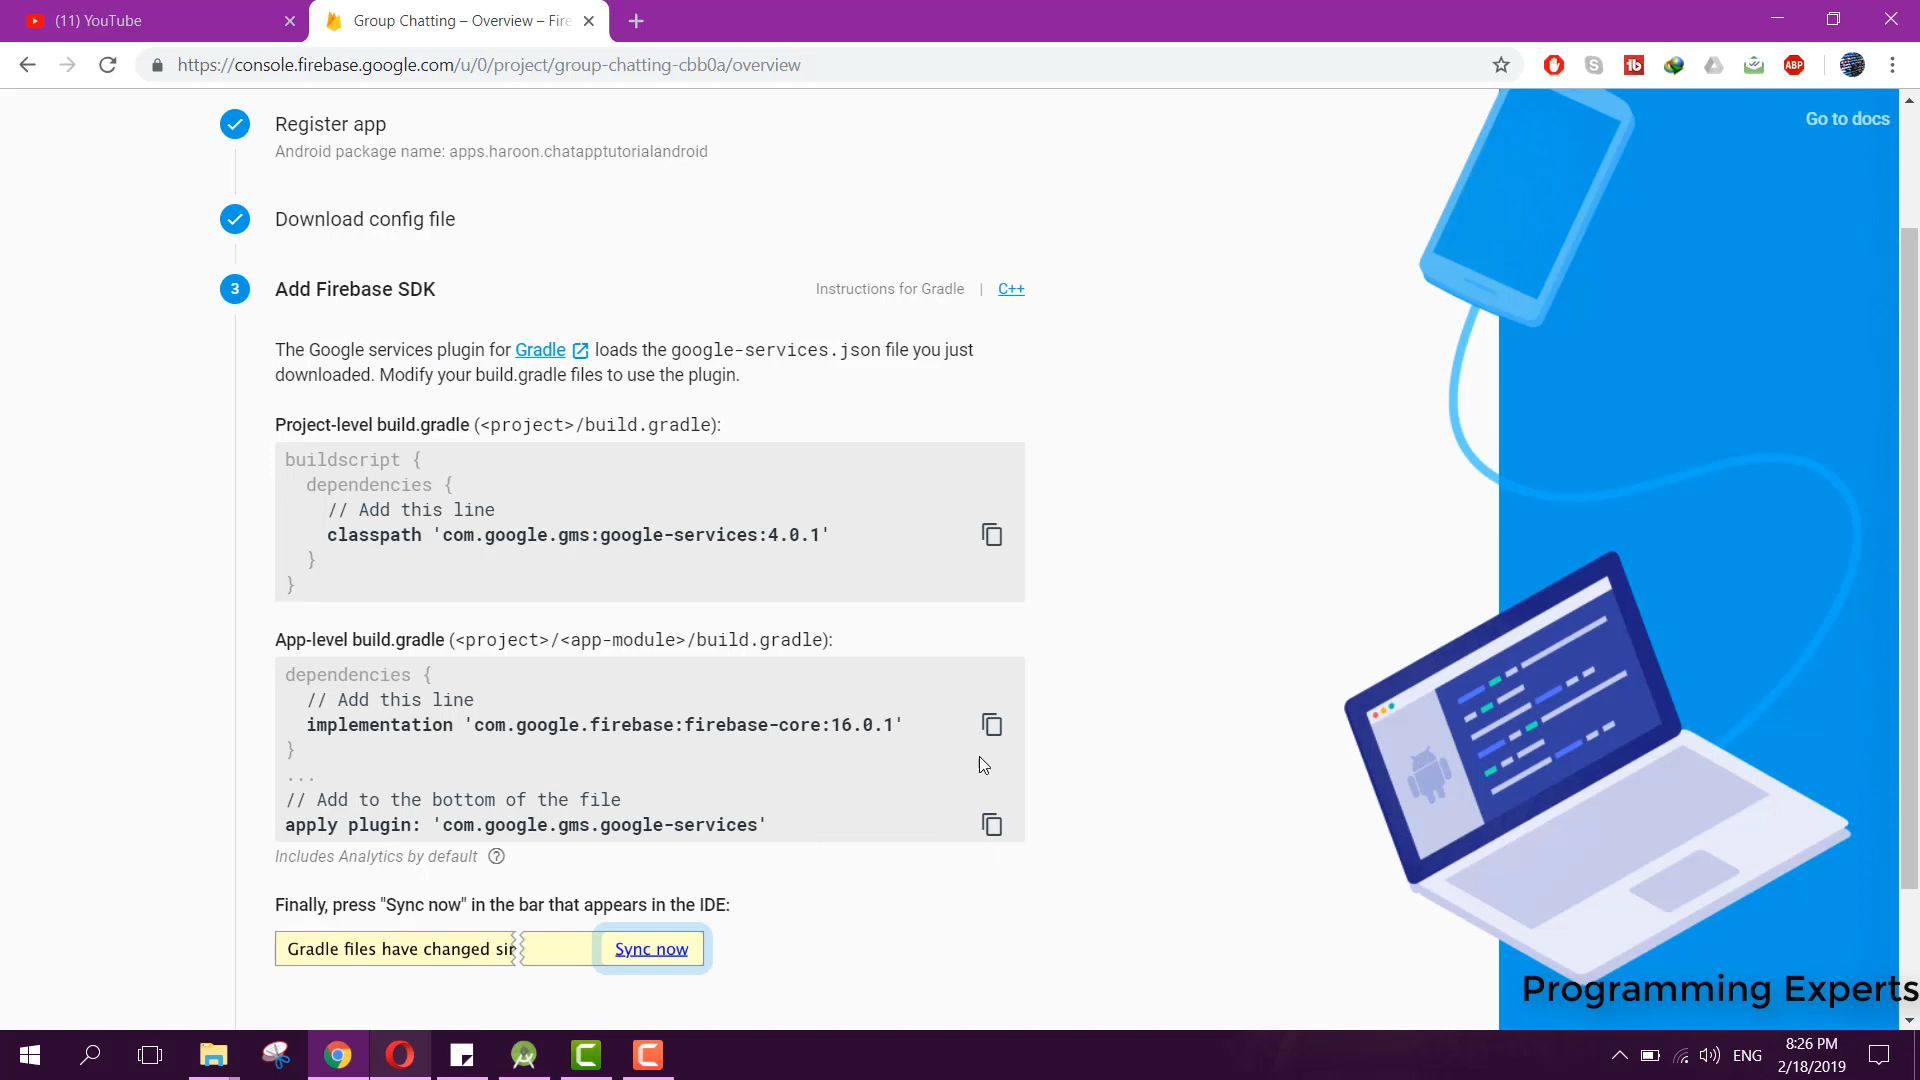 (11) YouTube
Group Chatting – Overview – Fire
https://console.firebase.google.com/u/0/project/group-chatting-cbb0a/overview
Go to docs
Register app
Android package name: apps.haroon.chatapptutorialandroid
Download config file
3
Add Firebase SDK
Instructions for Gradle | C++
The Google services plugin for Gradle loads the google-services.json file you just
downloaded. Modify your build.gradle files to use the plugin.
Project-level build.gradle (<project>/build.gradle):
buildscript {
dependencies {
// Add this line
classpath 'com.google.gms:google-services:4.0.1'
}
}
App-level build.gradle (<project>/<app-module>/build.gradle):
dependencies {
// Add this line
implementation 'com.google.firebase:firebase-core:16.0.1'
}
...
// Add to the bottom of the file
apply plugin: 'com.google.gms.google-services'
Includes Analytics by default ?
Finally, press "Sync now" in the bar that appears in the IDE:
Gradle files have changed sin Sync now
Programming Experts
ENG
8:26 PM
2/18/2019
ABP